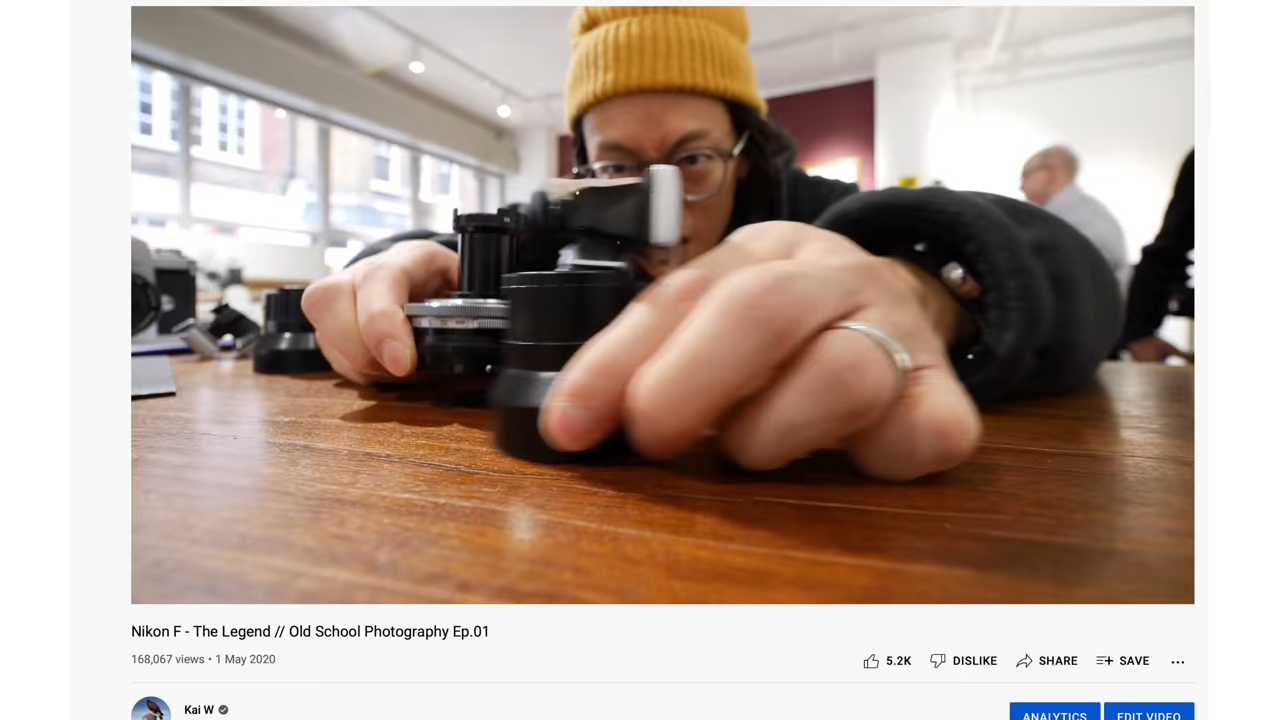 Nikon F - The Legend // Old School Photography Ep.01
168,067 views • 1 May 2020
5.2K DISLIKE SHARE SAVE
Kai W
ANALYTICS EDIT VIDEO